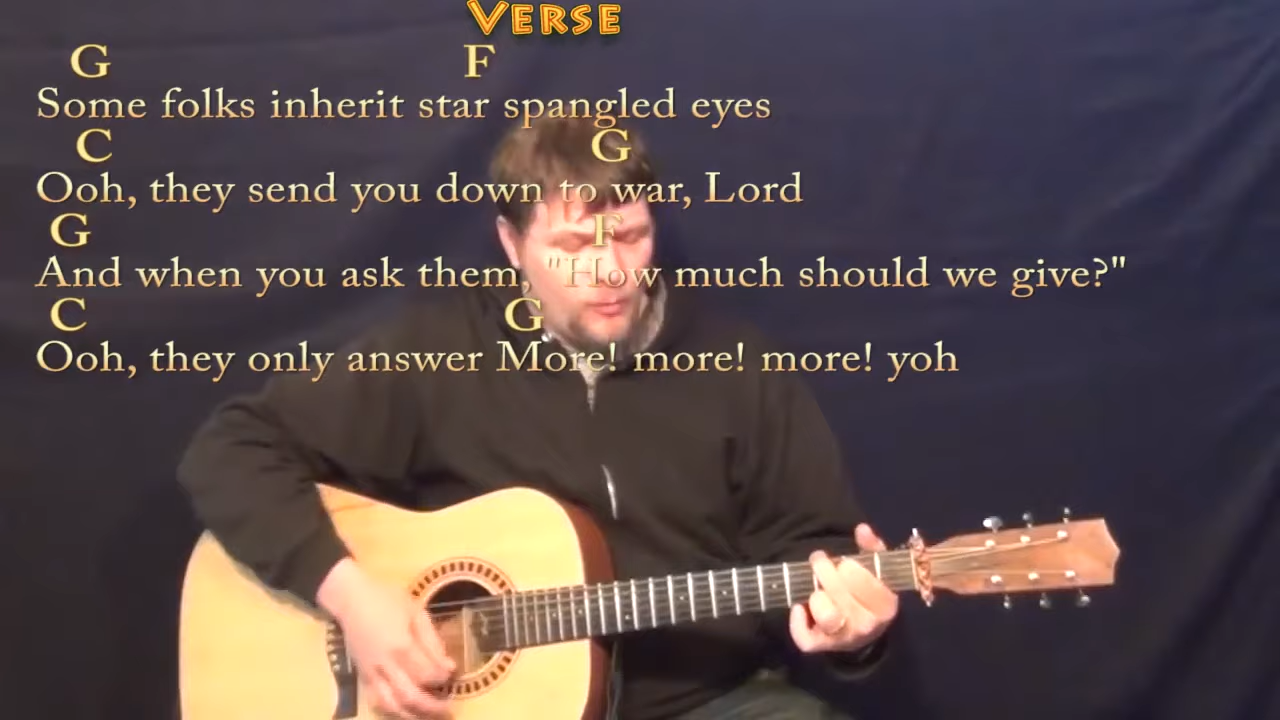 VERSE
G F
Some folks inherit star spangled eyes
C G
Ooh, they send you down to war, Lord
G F
And when you ask them, "How much should we give?"
C G
Ooh, they only answer More! more! more! yoh